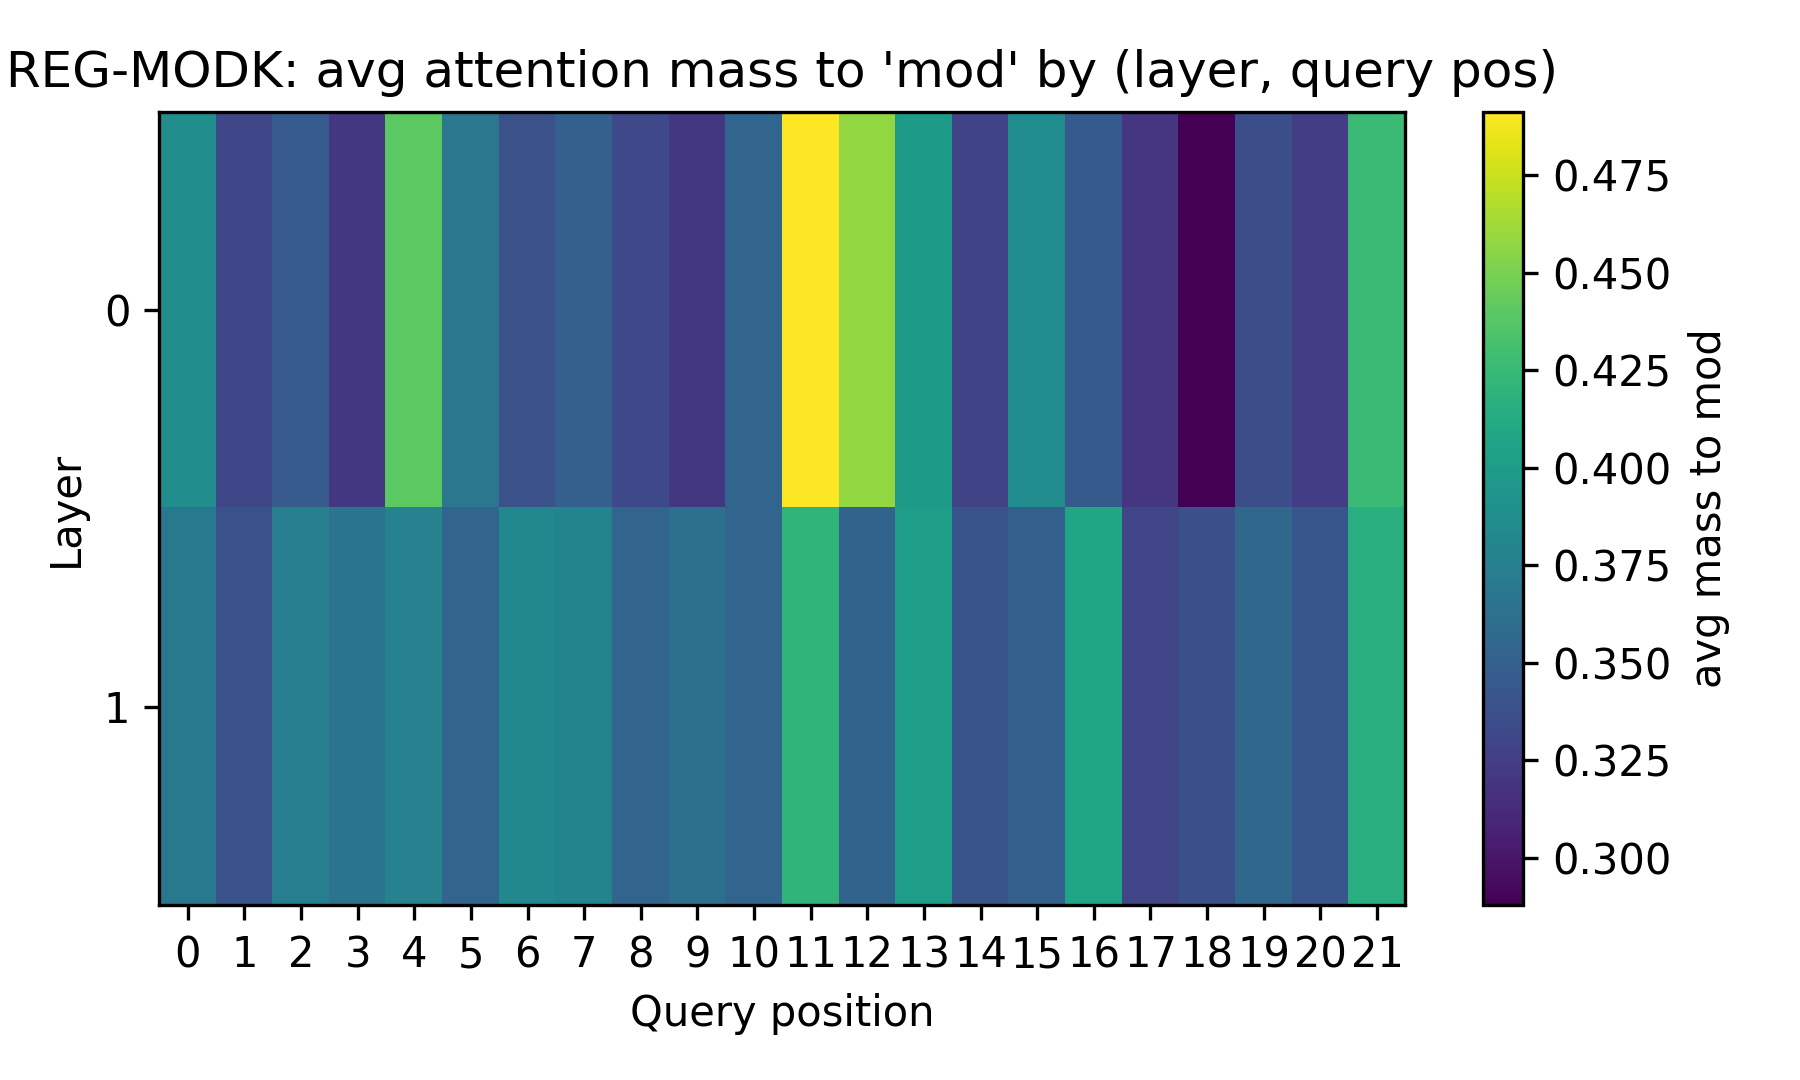 REG-MODK: avg attention mass to 'mod' by (layer, query pos)
Layer
0
1
0 1 2 3 4 5 6 7 8 9 10 11 12 13 14 15 16 17 18 19 20 21
Query position
0.475
0.450
0.425
0.400
0.375
0.350
0.325
0.300
avg mass to mod